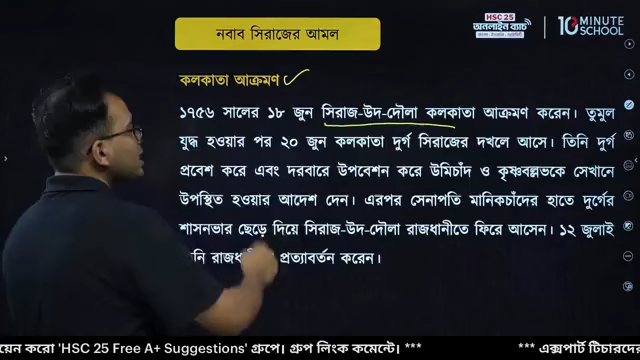 নবাব সিরাজের আমল
HSC 25
অনলাইন ব্যাচ
10 MINUTE SCHOOL
কলকাতা আক্রমণ
১৭৫৬ সালের ১৮ জুন সিরাজ-উদ-দৌলা কলকাতা আক্রমণ করেন। তুমুল
যুদ্ধ হওয়ার পর ২০ জুন কলকাতা দুর্গ সিরাজের দখলে আসে। তিনি দুর্গ
প্রবেশ করে এবং দরবারে উপবেশন করে উমিচাঁদ ও কৃষ্ণবল্লভকে সেখানে
উপস্থিত হওয়ার আদেশ দেন। এরপর সেনাপতি মানিকচাঁদের হাতে দুর্গের
শাসনভার ছেড়ে দিয়ে সিরাজ-উদ-দৌলা রাজধানীতে ফিরে আসেন। ১২ জুলাই
প্রত্যাবর্তন করেন।
করো 'HSC 25 Free A+ Suggestions' গ্রুপে। গ্রুপ লিংক কমেন্টে। *** *** এক্সপার্ট টিচারদের